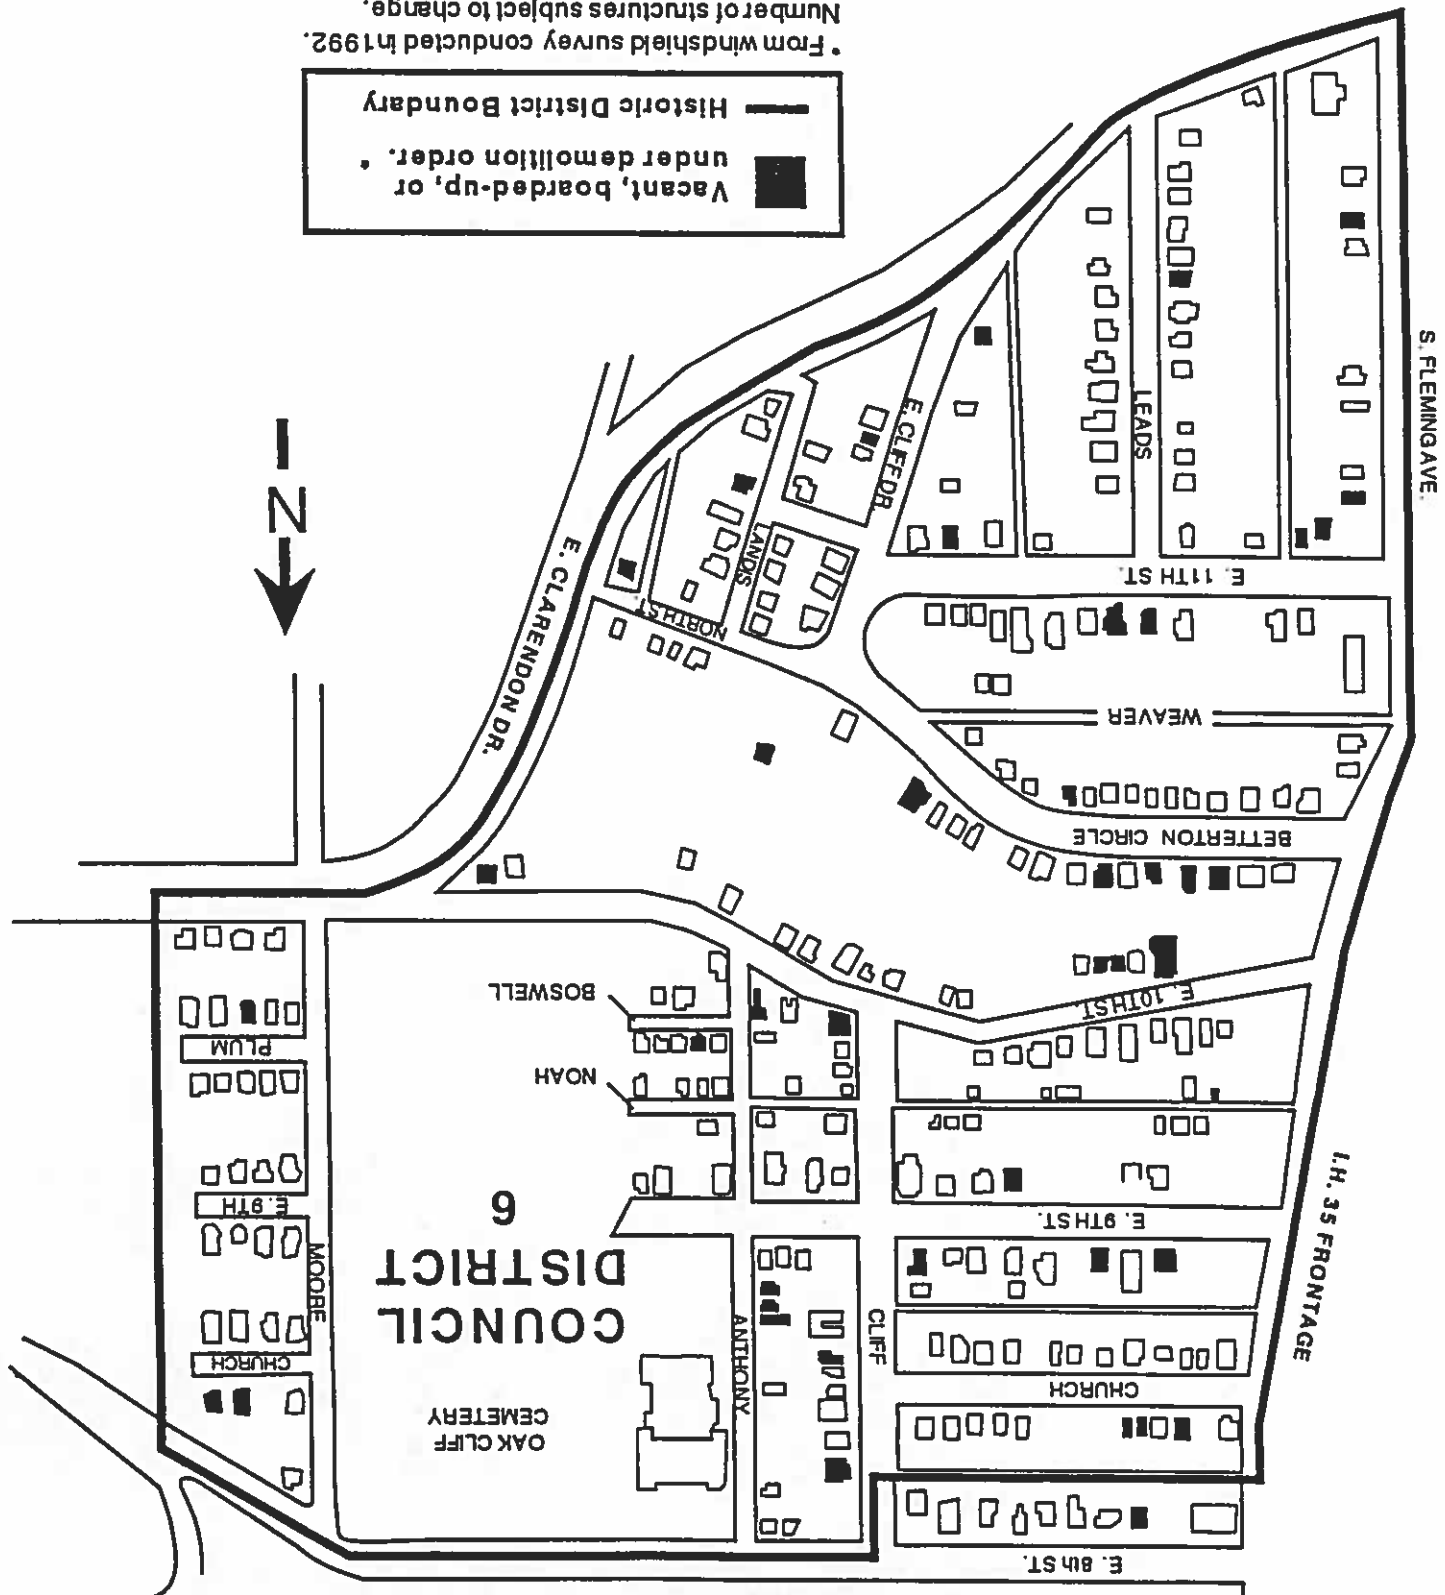 E. 8th ST.
CHURCH
OAK CLIFF
CEMETERY
ANTHONY
CLIFF
CHURCH
COUNCIL
DISTRICT
6
MOORE
I.H. 35 FRONTAGE
E. 9TH ST.
E. 9TH
NOAH
PLUM
BOSWELL
E. 10TH ST.
BETTERTON CIRCLE
WEAVER
E. CLARENDON DR.
NORTH ST.
LANDIS
E. 11TH ST.
N
E. CLIFF DR.
LEADS
S. FLEMING AVE.
Vacant, boarded-up, or
under demolition order. *
Historic District Boundary
* From windshield survey conducted in 1992.
Number of structures subject to change.